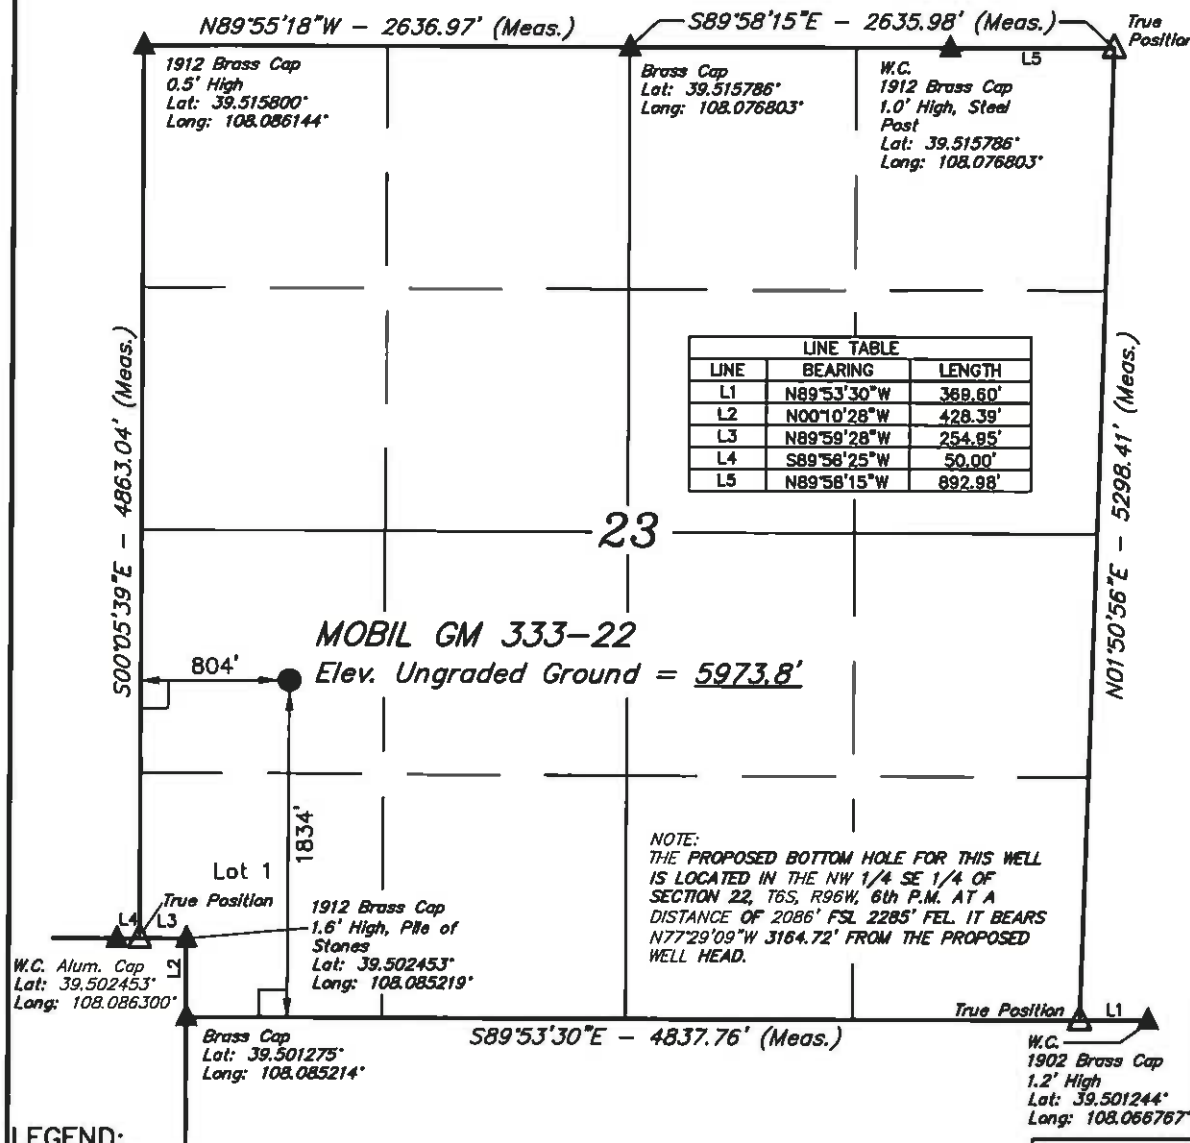 N89°55'18"W - 2636.97' (Meas.)
S89°58'15"E - 2635.98' (Meas.)
True
Position
1912 Brass Cap
0.5' High
Lat: 39.515800°
Long: 108.086144°
Brass Cap
Lat: 39.515786°
Long: 108.076803°
W.C.
1912 Brass Cap
1.0' High, Steel
Post
Lat: 39.515786°
Long: 108.076803°
L5
S00°05'39"E - 4863.04' (Meas.)
LINE TABLE
LINE BEARING LENGTH
L1 N89°53'30"W 369.60'
L2 N00°10'28"W 428.39'
L3 N89°59'28"W 254.95'
L4 S89°56'25"W 50.00'
L5 N89°58'15"W 892.98'
N01°50'56"E - 5298.41' (Meas.)
23
MOBIL GM 333-22
Elev. Ungraded Ground = 5973.8'
804'
1834'
NOTE:
THE PROPOSED BOTTOM HOLE FOR THIS WELL
IS LOCATED IN THE NW 1/4 SE 1/4 OF
SECTION 22, T6S, R96W, 6th P.M. AT A
DISTANCE OF 2086' FSL 2285' FEL. IT BEARS
N77°29'09"W 3164.72' FROM THE PROPOSED
WELL HEAD.
Lot 1
True Position
L4 L3
L2
1912 Brass Cap
1.6' High, Pile of
Stones
Lat: 39.502453°
Long: 108.085219°
W.C. Alum. Cap
Lat: 39.502453°
Long: 108.086300°
True Position
L1
S89°53'30"E - 4837.76' (Meas.)
Brass Cap
Lat: 39.501275°
Long: 108.085214°
W.C.
1902 Brass Cap
1.2' High
Lat: 39.501244°
Long: 108.066767°
LEGEND: